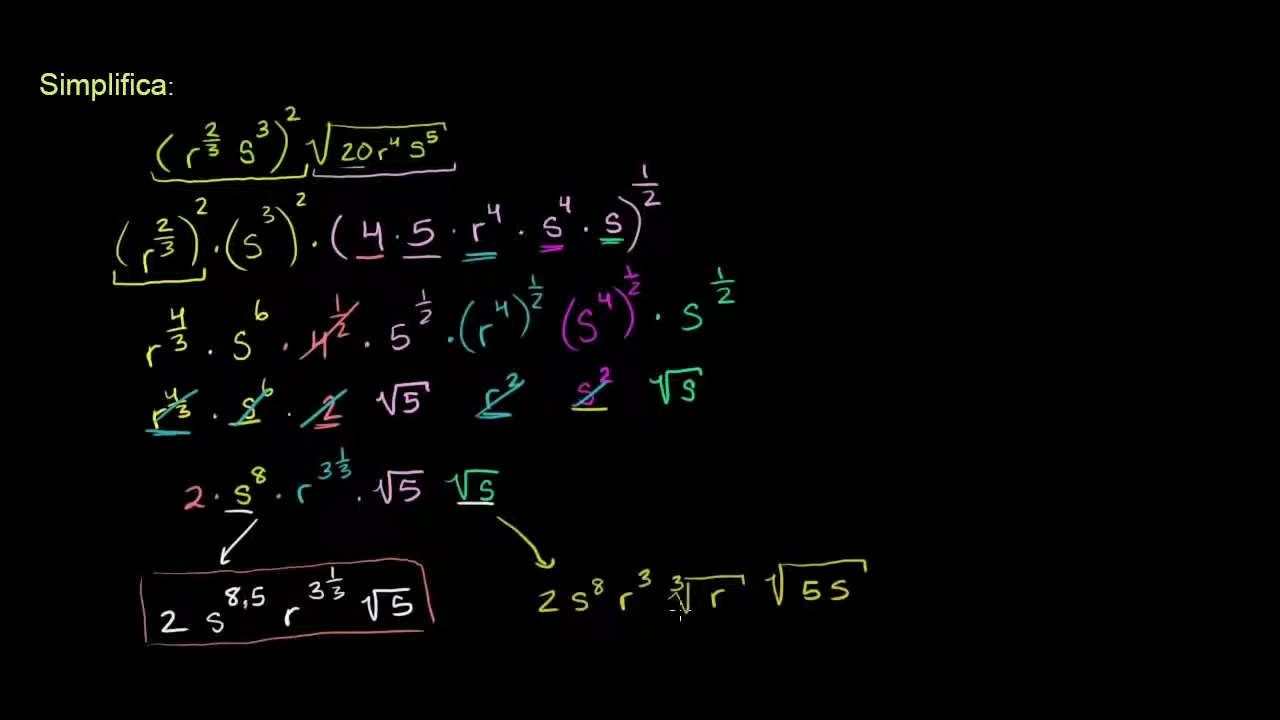 Simplifica:
(r^{2/3} s^3)^2 √(20r^4 s^5)
(r^{2/3})^2 · (s^3)^2 · (4 · 5 · r^4 · s^4 · s)^{1/2}
r^{4/3} · s^6 · 4^{1/2} · 5^{1/2} · (r^4)^{1/2} (s^4)^{1/2} · s^{1/2}
r^{4/3} · s^6 · 2 √5 r^2 s^2 √s
2 · s^8 · r^{3 1/3} · √5 √s
2 s^{8,5} r^{3 1/3} √5
2 s^8 r^3 ∛r √(5s)